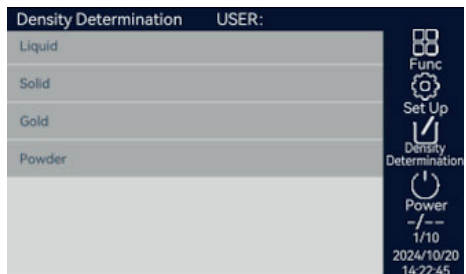 Density Determination USER:
Liquid
Solid
Gold
Powder
Func
Set Up
Density
Determination
Power
-/--
1/10
2024/10/20
14:22:45